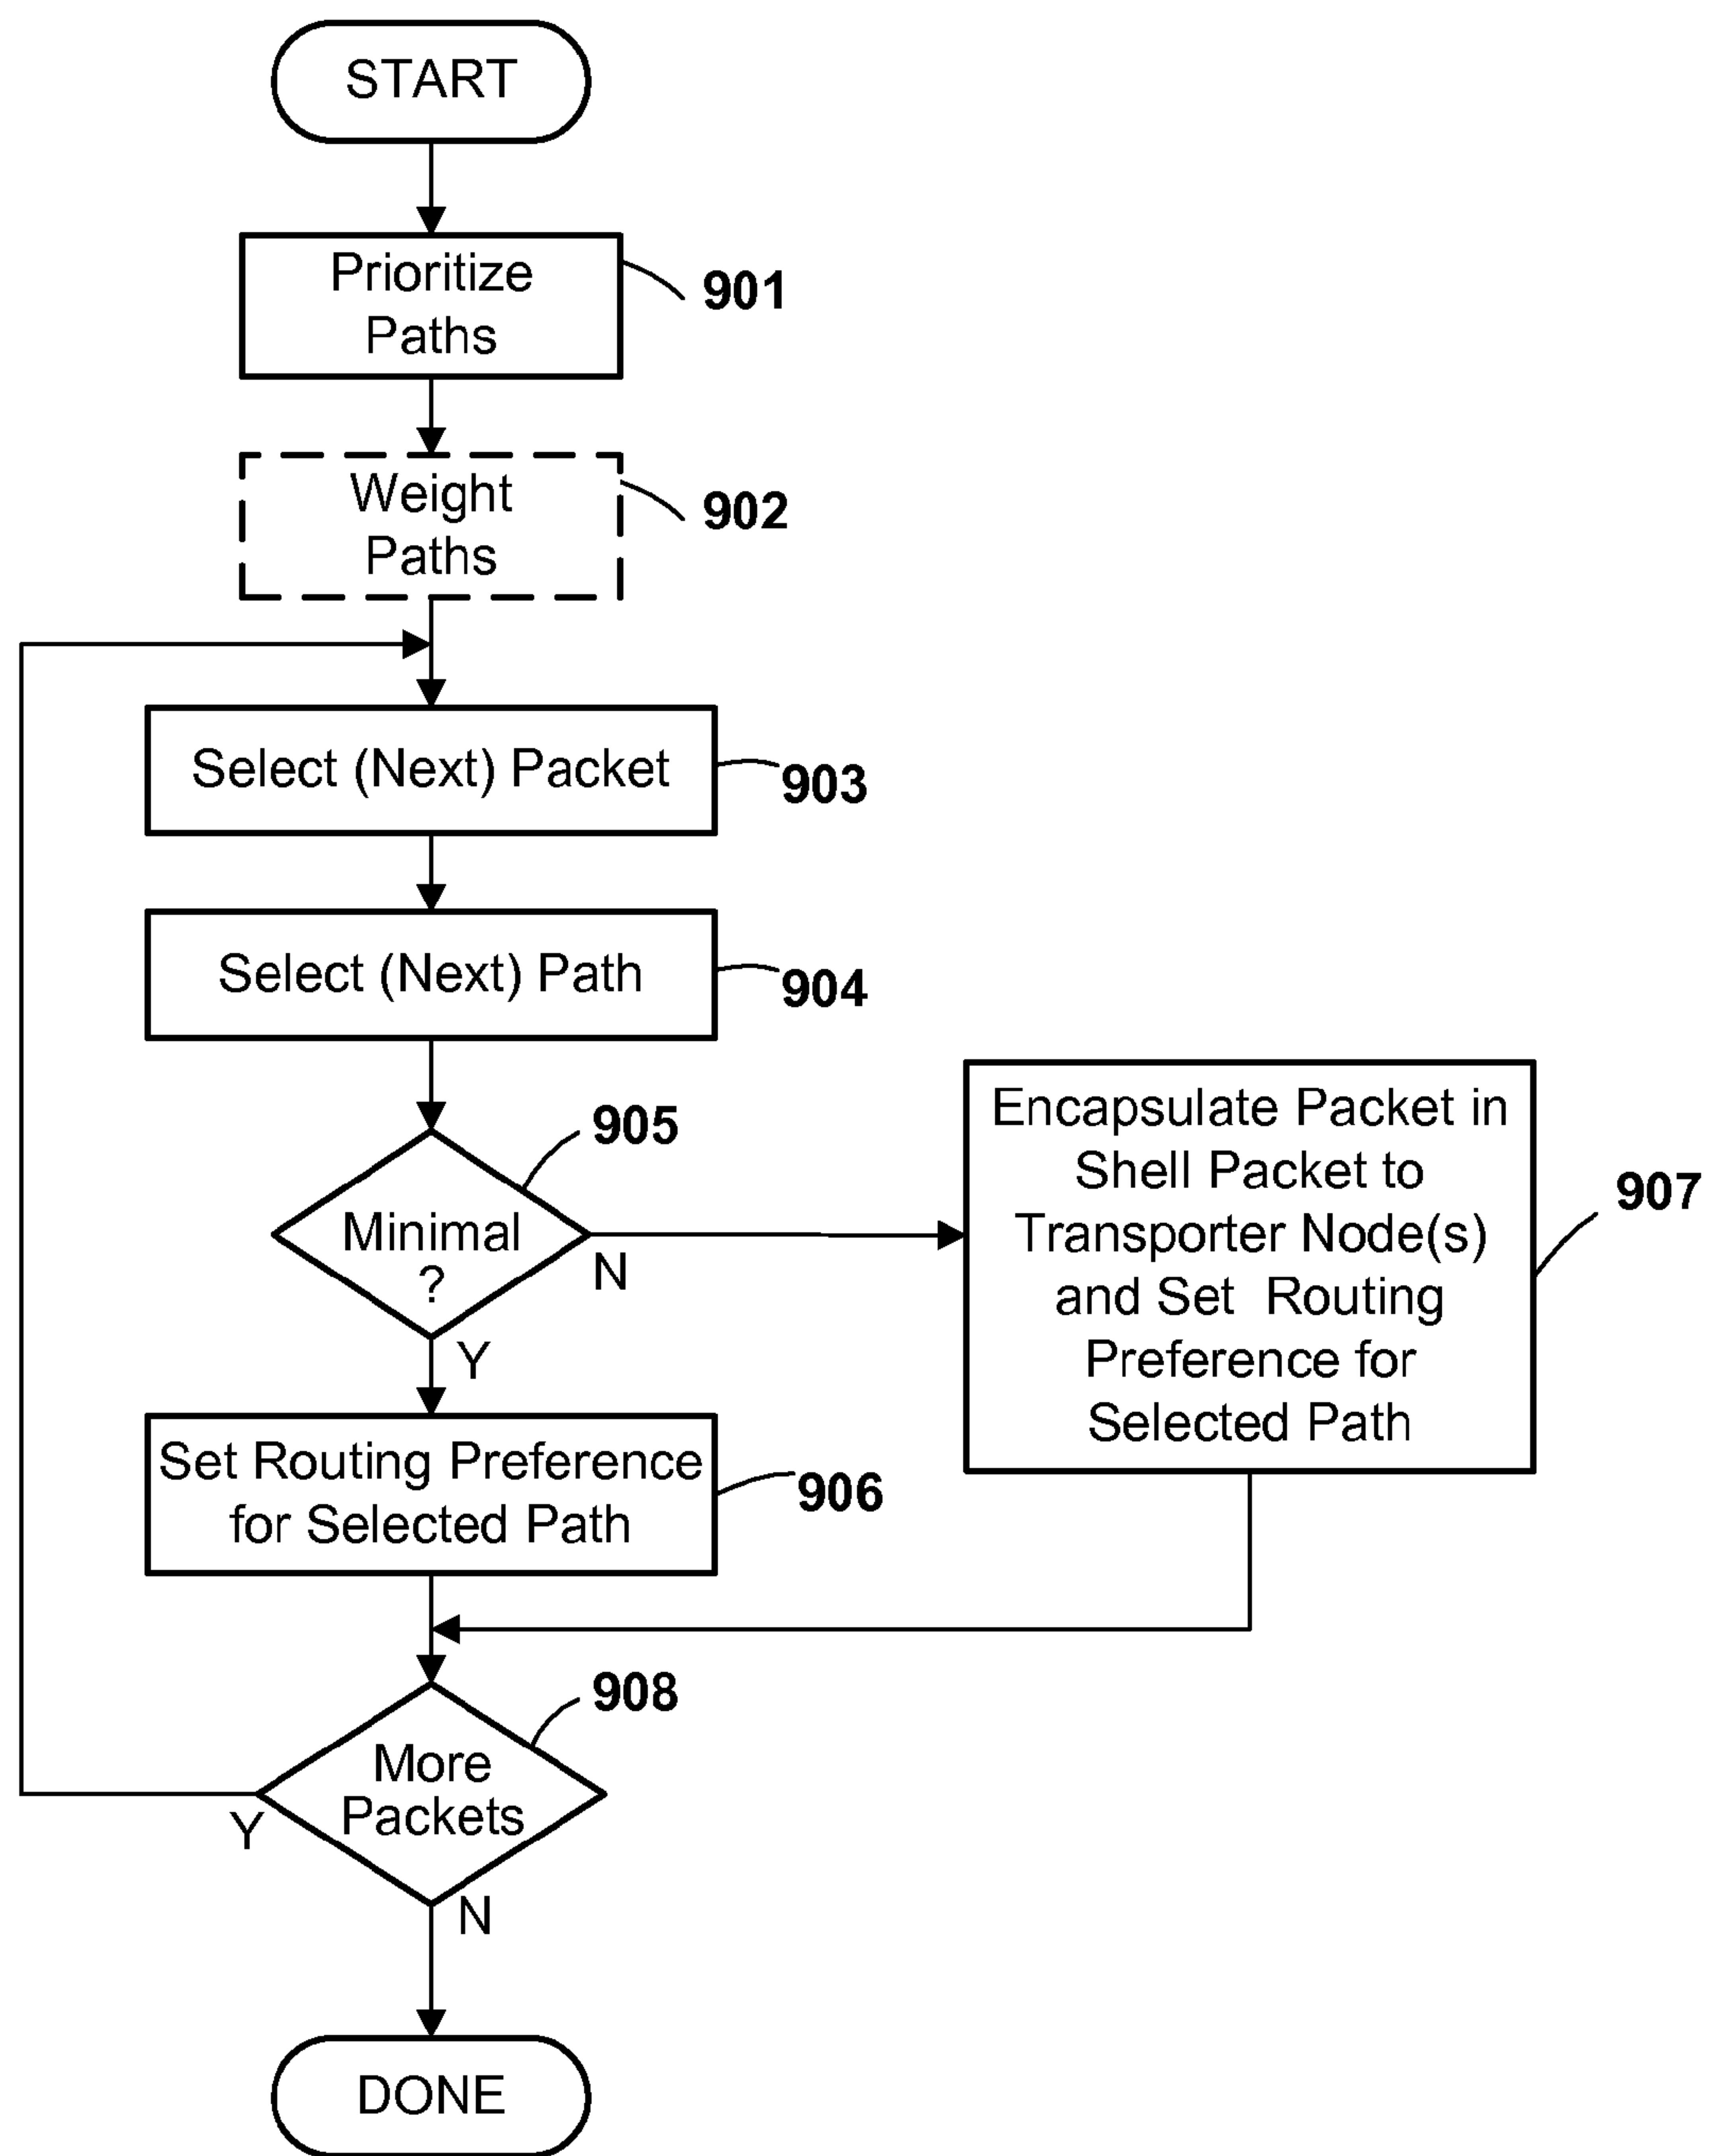 START
Prioritize
Paths
901
Weight
Paths
902
Select (Next) Packet
903
Select (Next) Path
904
905
Minimal
?
N
Y
Encapsulate Packet in
Shell Packet to
Transporter Node(s)
and Set Routing
Preference for
Selected Path
907
Set Routing Preference
for Selected Path
906
908
More
Packets
Y
N
DONE